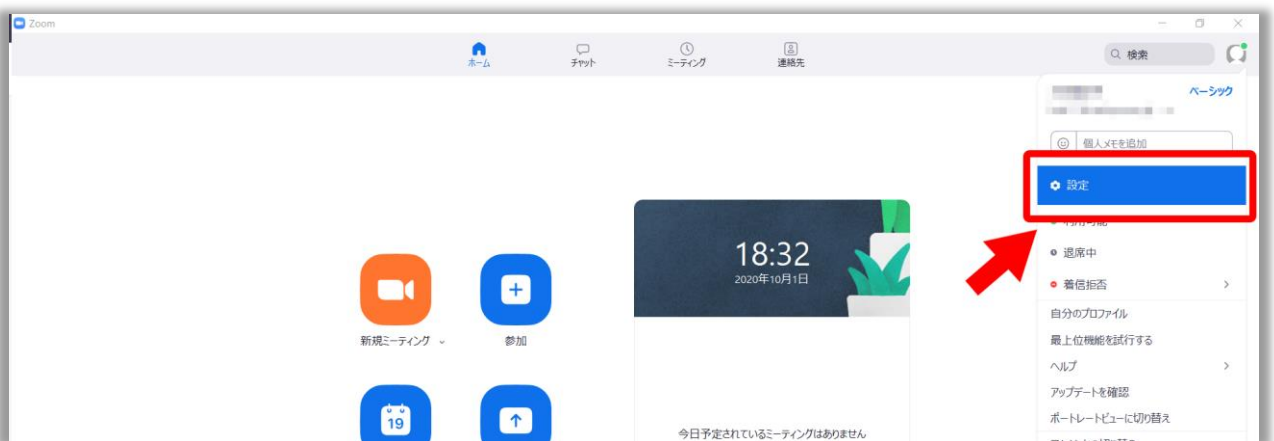 Zoom
ホーム
チャット
ミーティング
連絡先
検索
ベーシック
個人メモを追加
設定
退席中
着信拒否
自分のプロファイル
最上位機能を試行する
ヘルプ
アップデートを確認
ポートレートビューに切り替え
18:32
2020年10月1日
新規ミーティング
参加
19
今日予定されているミーティングはありません